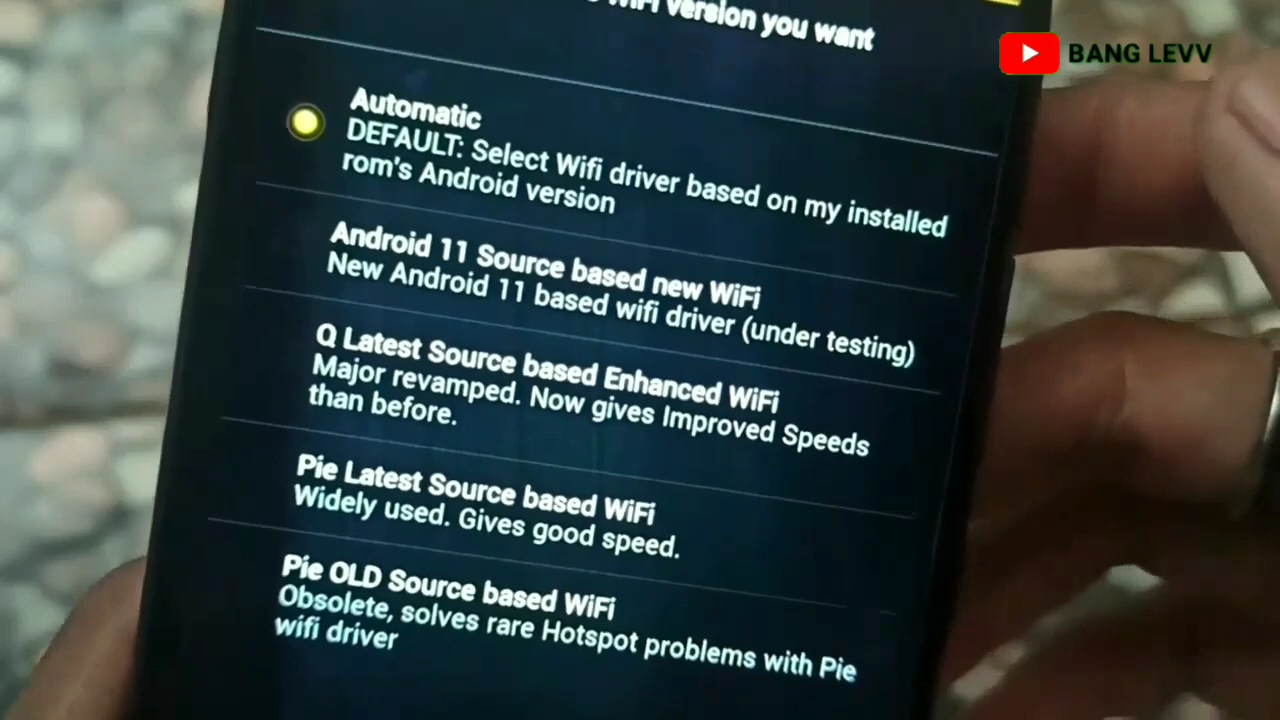 WiFi version you want
BANG LEVV
Automatic
DEFAULT: Select Wifi driver based on my installed
rom's Android version
Android 11 Source based new WiFi
New Android 11 based wifi driver (under testing)
Q Latest Source based Enhanced WiFi
Major revamped. Now gives Improved Speeds
than before.
Pie Latest Source based WiFi
Widely used. Gives good speed.
Pie OLD Source based WiFi
Obsolete, solves rare Hotspot problems with Pie
wifi driver